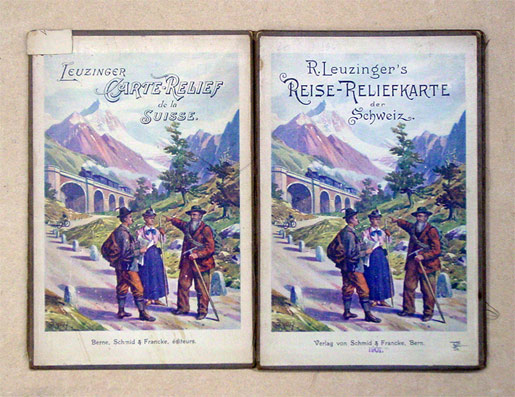 LEUZINGER
CARTE-RELIEF
de la
SUISSE.
Berne, Schmid & Francke, éditeurs.
R. Leuzinger's
REISE-RELIEFKARTE
der
Schweiz.
Verlag von Schmid & Francke, Bern.